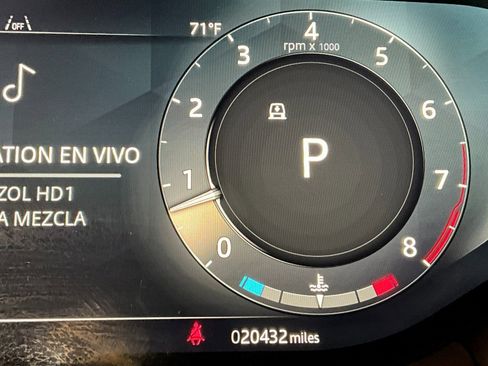 OFF
71°F
4
rpm x 1000
3
5
2
6
ATION EN VIVO
P
1
7
ZOL HD1
A MEZCLA
0
8
020432 miles